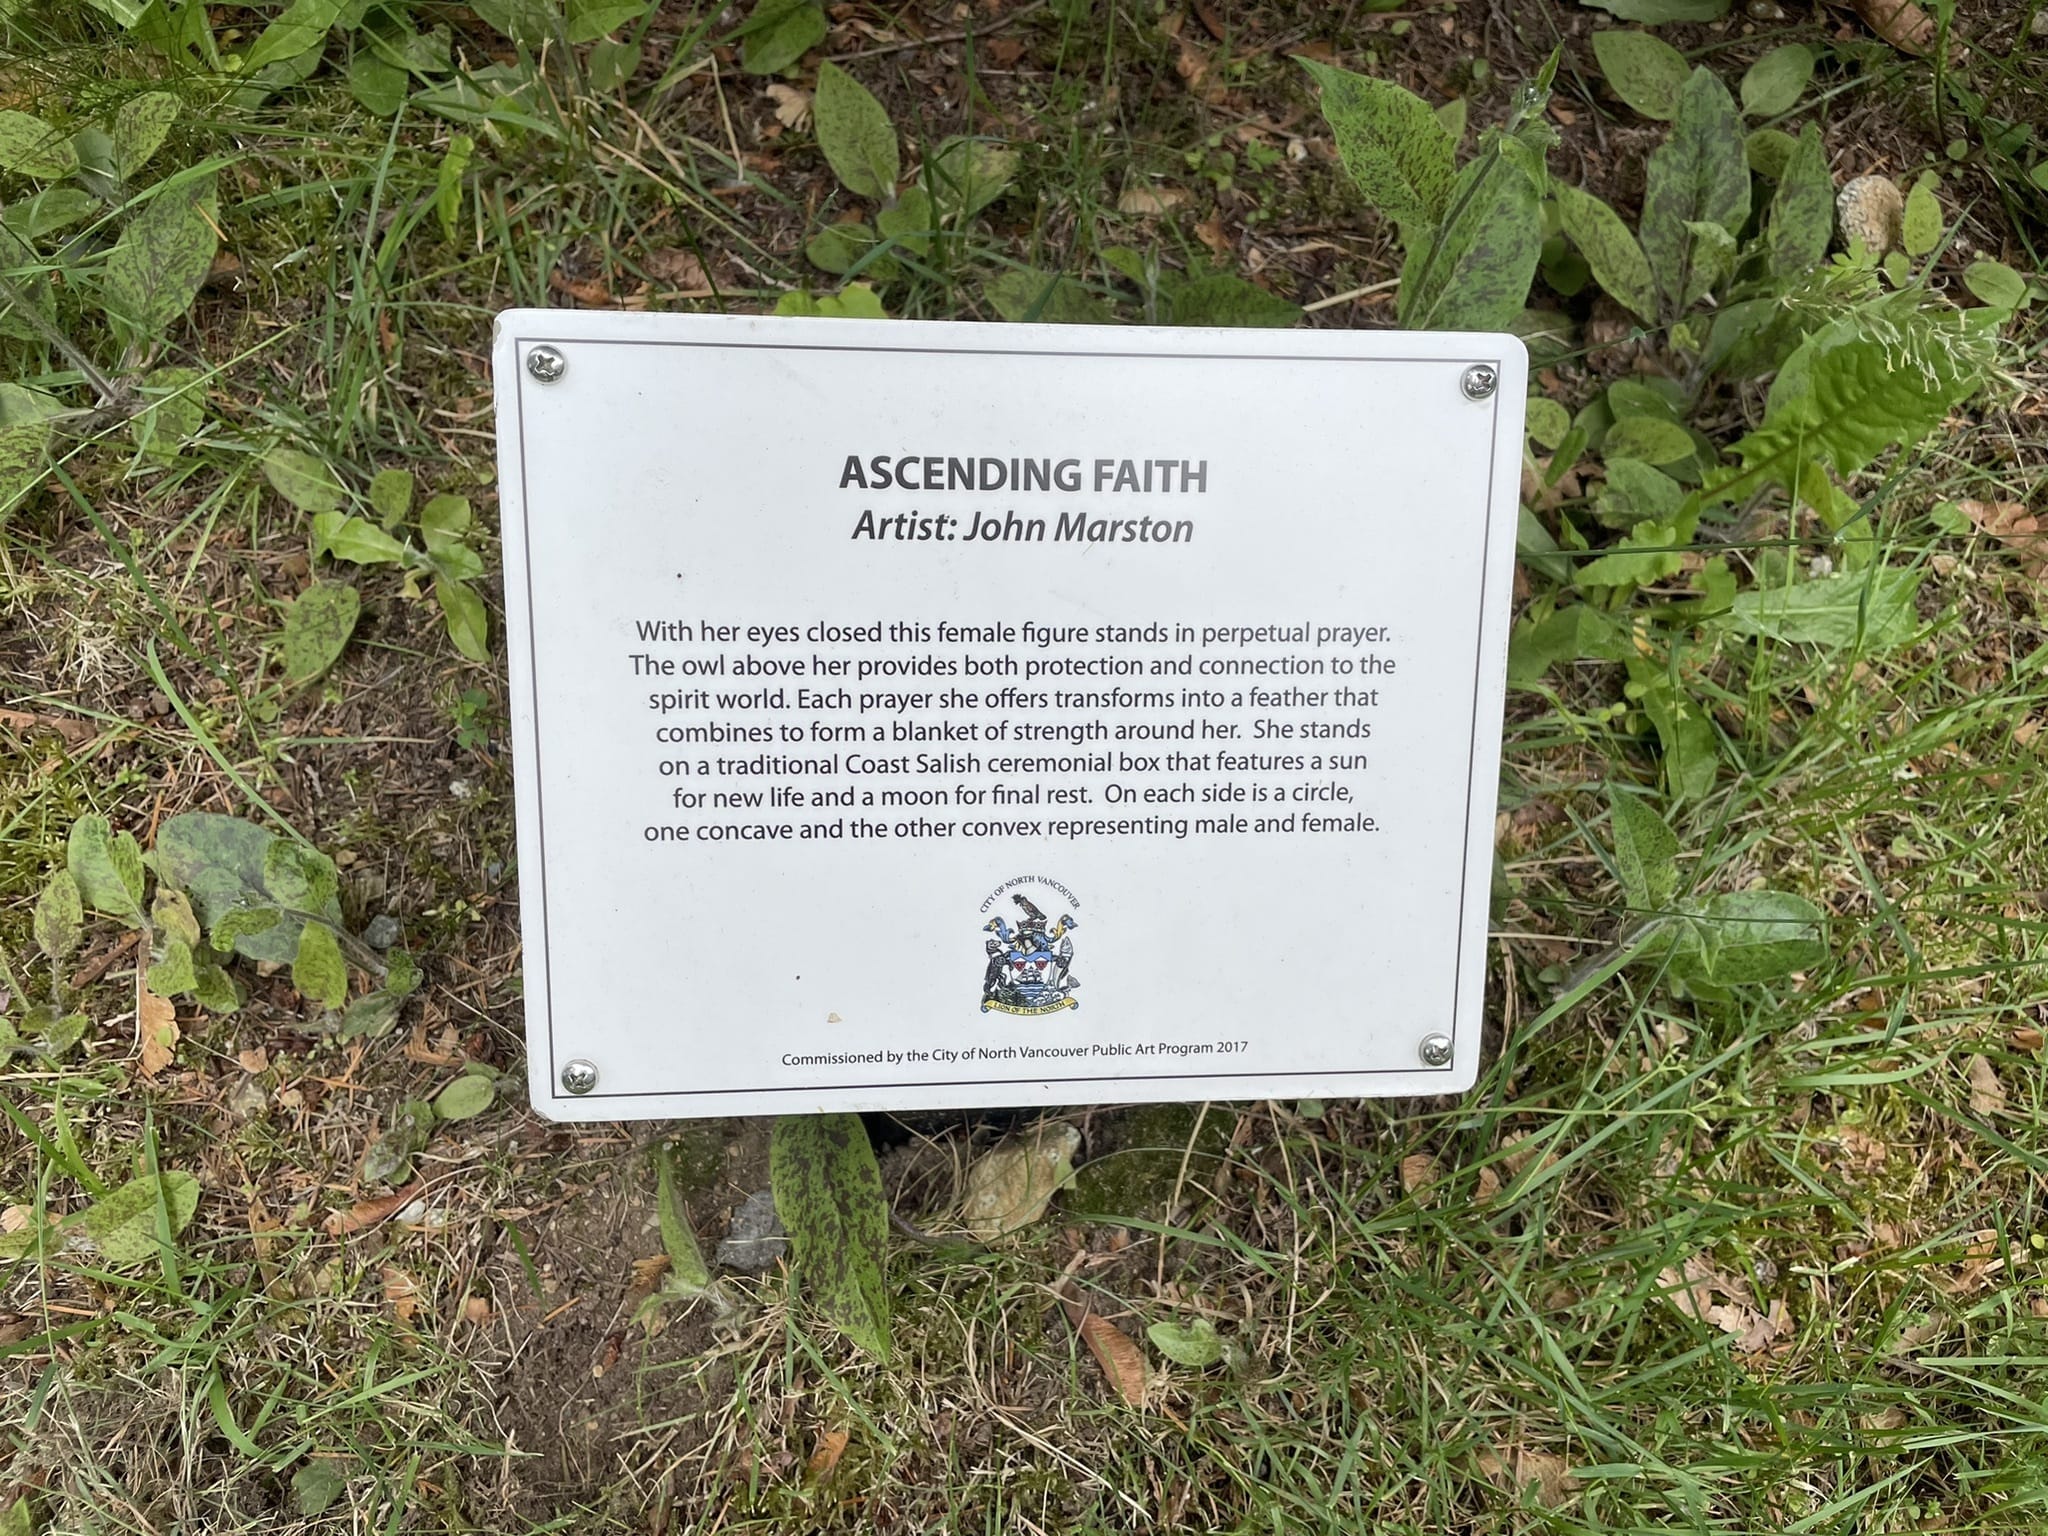 ASCENDING FAITH
Artist: John Marston
With her eyes closed this female figure stands in perpetual prayer.
The owl above her provides both protection and connection to the
spirit world. Each prayer she offers transforms into a feather that
combines to form a blanket of strength around her. She stands
on a traditional Coast Salish ceremonial box that features a sun
for new life and a moon for final rest. On each side is a circle,
one concave and the other convex representing male and female.
CITY OF NORTH VANCOUVER
LION OF THE NORTH
Commissioned by the City of North Vancouver Public Art Program 2017